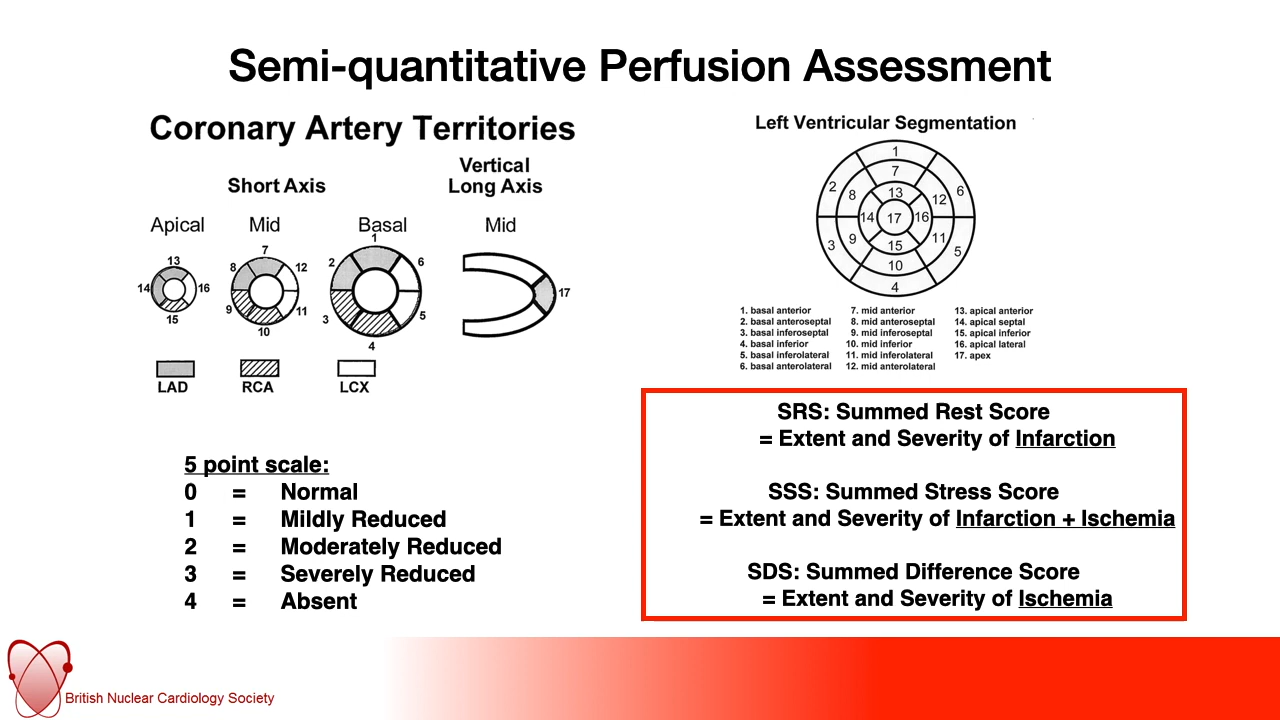 Semi-quantitative Perfusion Assessment
Coronary Artery Territories
Short Axis
Vertical
Long Axis
Apical
Mid
Basal
Mid
13
14
16
15
7
8
12
9
11
10
1
2
6
3
5
4
17
LAD
RCA
LCX
Left Ventricular Segmentation
1
7
2
8
13
12
6
14
17
16
3
9
15
11
5
10
4
1. basal anterior
2. basal anteroseptal
3. basal inferoseptal
4. basal inferior
5. basal inferolateral
6. basal anterolateral
7. mid anterior
8. mid anteroseptal
9. mid inferoseptal
10. mid inferior
11. mid inferolateral
12. mid anterolateral
13. apical anterior
14. apical septal
15. apical inferior
16. apical lateral
17. apex
5 point scale:
0 = Normal
1 = Mildly Reduced
2 = Moderately Reduced
3 = Severely Reduced
4 = Absent
SRS: Summed Rest Score
= Extent and Severity of Infarction
SSS: Summed Stress Score
= Extent and Severity of Infarction + Ischemia
SDS: Summed Difference Score
= Extent and Severity of Ischemia
British Nuclear Cardiology Society